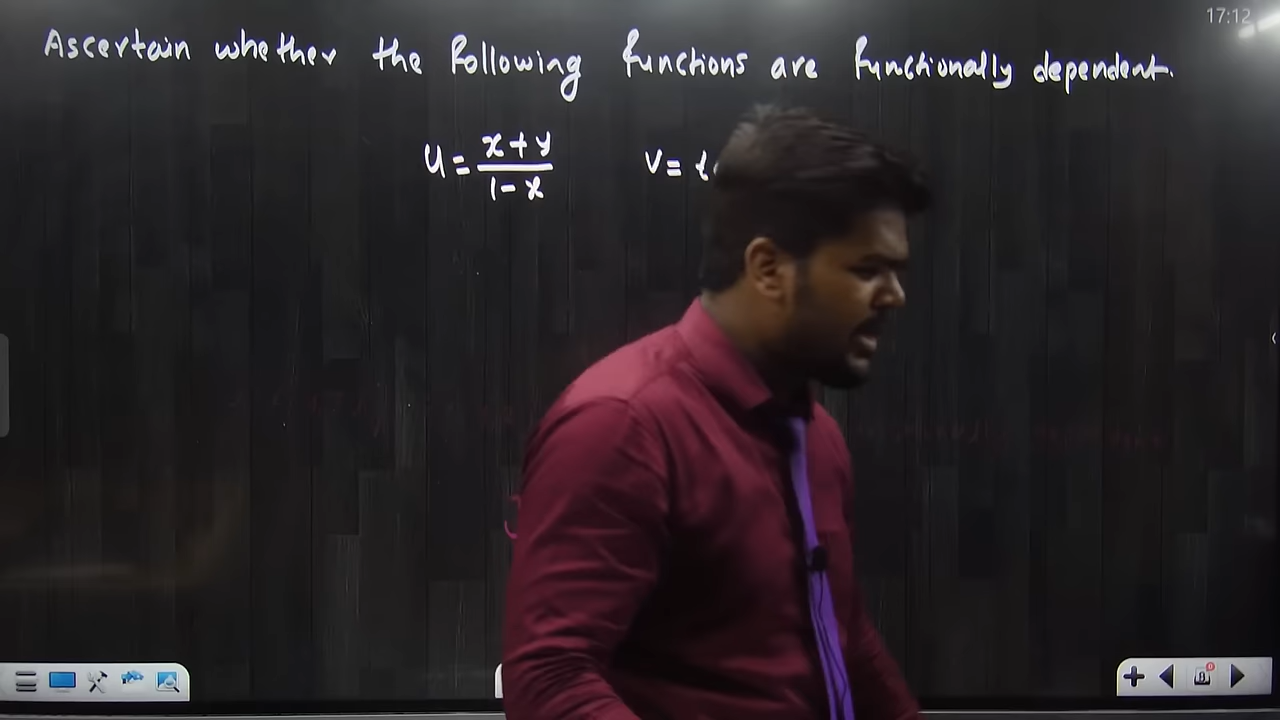 17:12
Ascertain whether the following functions are functionally dependent.
u = x+y / 1-x    v =